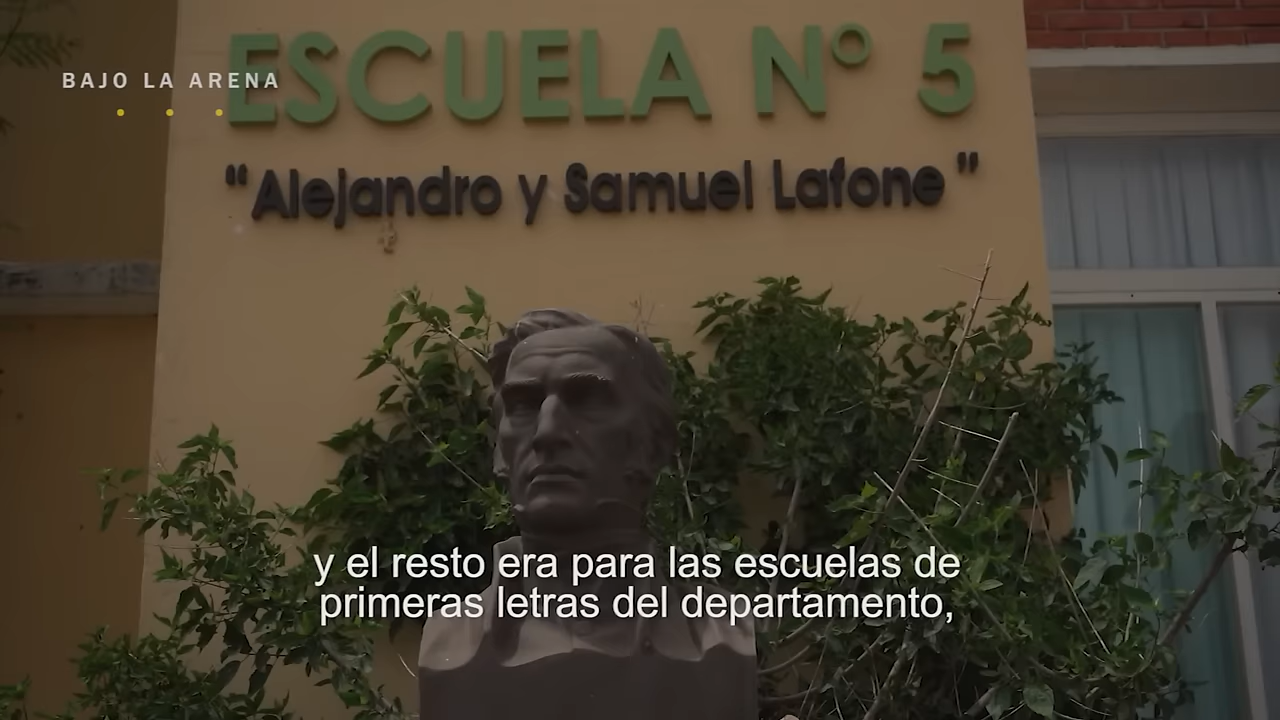 BAJO LA ARENA
ESCUELA Nº 5
"Alejandro y Samuel Lafone"
y el resto era para las escuelas de
primeras letras del departamento,